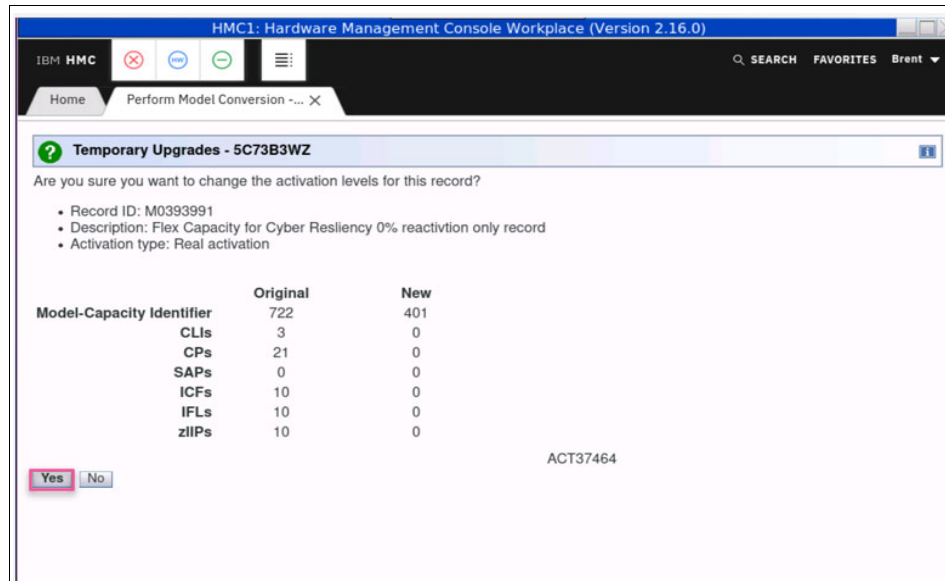 HMC1: Hardware Management Console Workplace (Version 2.16.0)
IBM HMC HW SEARCH FAVORITES Brent
Home Perform Model Conversion -... X
Temporary Upgrades - 5C73B3WZ
Are you sure you want to change the activation levels for this record?
• Record ID: M0393991
• Description: Flex Capacity for Cyber Resliency 0% reactivtion only record
• Activation type: Real activation
Original New
Model-Capacity Identifier 722 401
CLIs 3 0
CPs 21 0
SAPs 0 0
ICFs 10 0
IFLs 10 0
zIIPs 10 0
ACT37464
Yes No